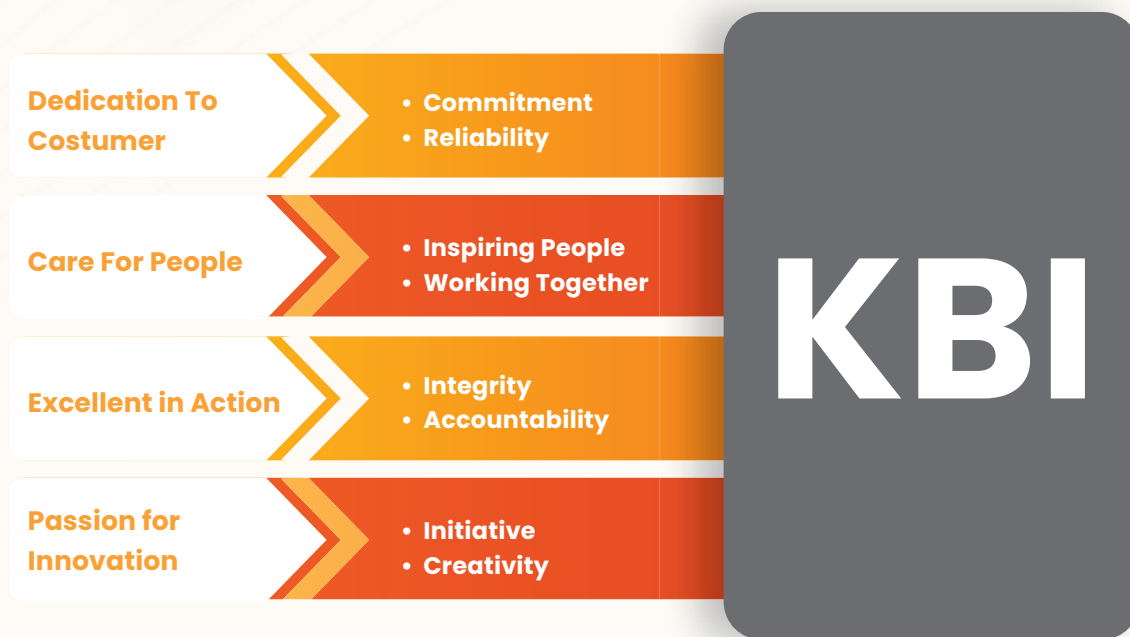 Dedication To
Costumer
• Commitment
• Reliability
Care For People
• Inspiring People
• Working Together
Excellent in Action
• Integrity
• Accountability
Passion for
Innovation
• Initiative
• Creativity
KBI